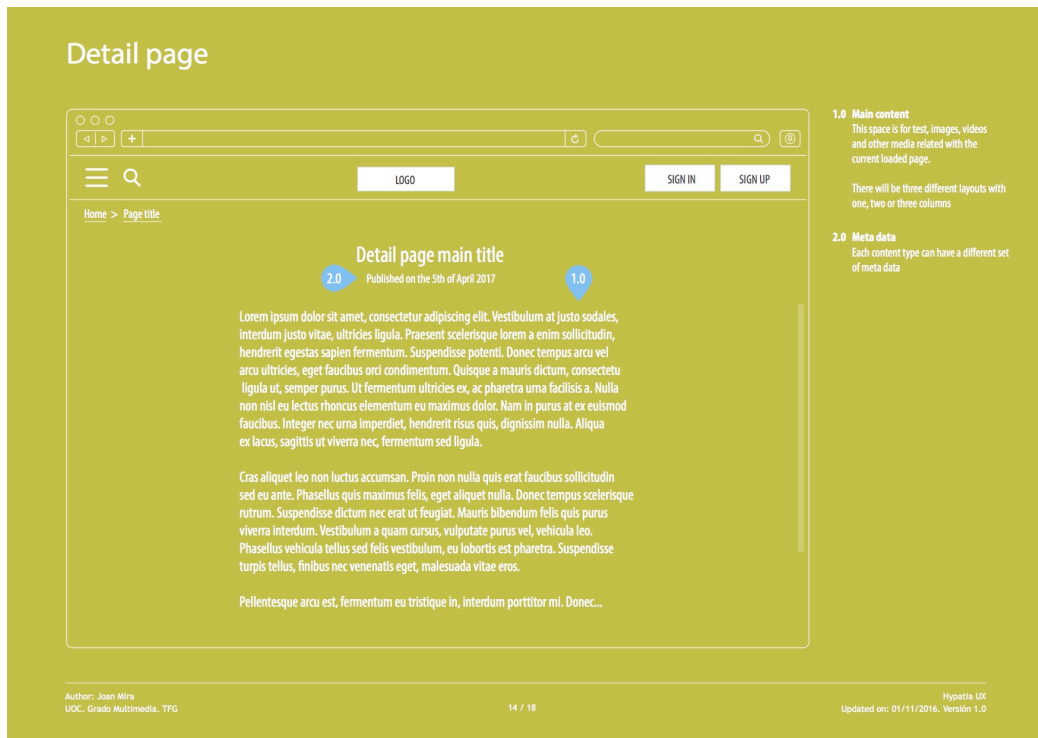 Detail page
LOGO
SIGN IN
SIGN UP
Home > Page title
Detail page main title
2.0
Published on the 5th of April 2017
1.0
Lorem ipsum dolor sit amet, consectetur adipiscing elit. Vestibulum at justo sodales,
interdum justo vitae, ultricies ligula. Praesent scelerisque lorem a enim sollicitudin,
hendrerit egestas sapien fermentum. Suspendisse potenti. Donec tempus arcu vel
arcu ultricies, eget faucibus orci condimentum. Quisque a mauris dictum, consectetu
ligula ut, semper purus. Ut fermentum ultricies ex, ac pharetra urna facilisis a. Nulla
non nisl eu lectus rhoncus elementum eu maximus dolor. Nam in purus at ex euismod
faucibus. Integer nec urna imperdiet, hendrerit risus quis, dignissim nulla. Aliqua
ex lacus, sagittis ut viverra nec, fermentum sed ligula.
Cras aliquet leo non luctus accumsan. Proin non nulla quis erat faucibus sollicitudin
sed eu ante. Phasellus quis maximus felis, eget aliquet nulla. Donec tempus scelerisque
rutrum. Suspendisse dictum nec erat ut feugiat. Mauris bibendum felis quis purus
viverra interdum. Vestibulum a quam cursus, vulputate purus vel, vehicula leo.
Phasellus vehicula tellus sed felis vestibulum, eu lobortis est pharetra. Suspendisse
turpis tellus, finibus nec venenatis eget, malesuada vitae eros.
Pellentesque arcu est, fermentum eu tristique in, interdum porttitor mi. Donec...
1.0 Main content
This space is for test, images, videos
and other media related with the
current loaded page.
There will be three different layouts with
one, two or three columns
2.0 Meta data
Each content type can have a different set
of meta data
Author: Joan Mira
UOC. Grado Multimedia. TFG
14 / 18
Hypatia UX
Updated on: 01/11/2016. Versión 1.0